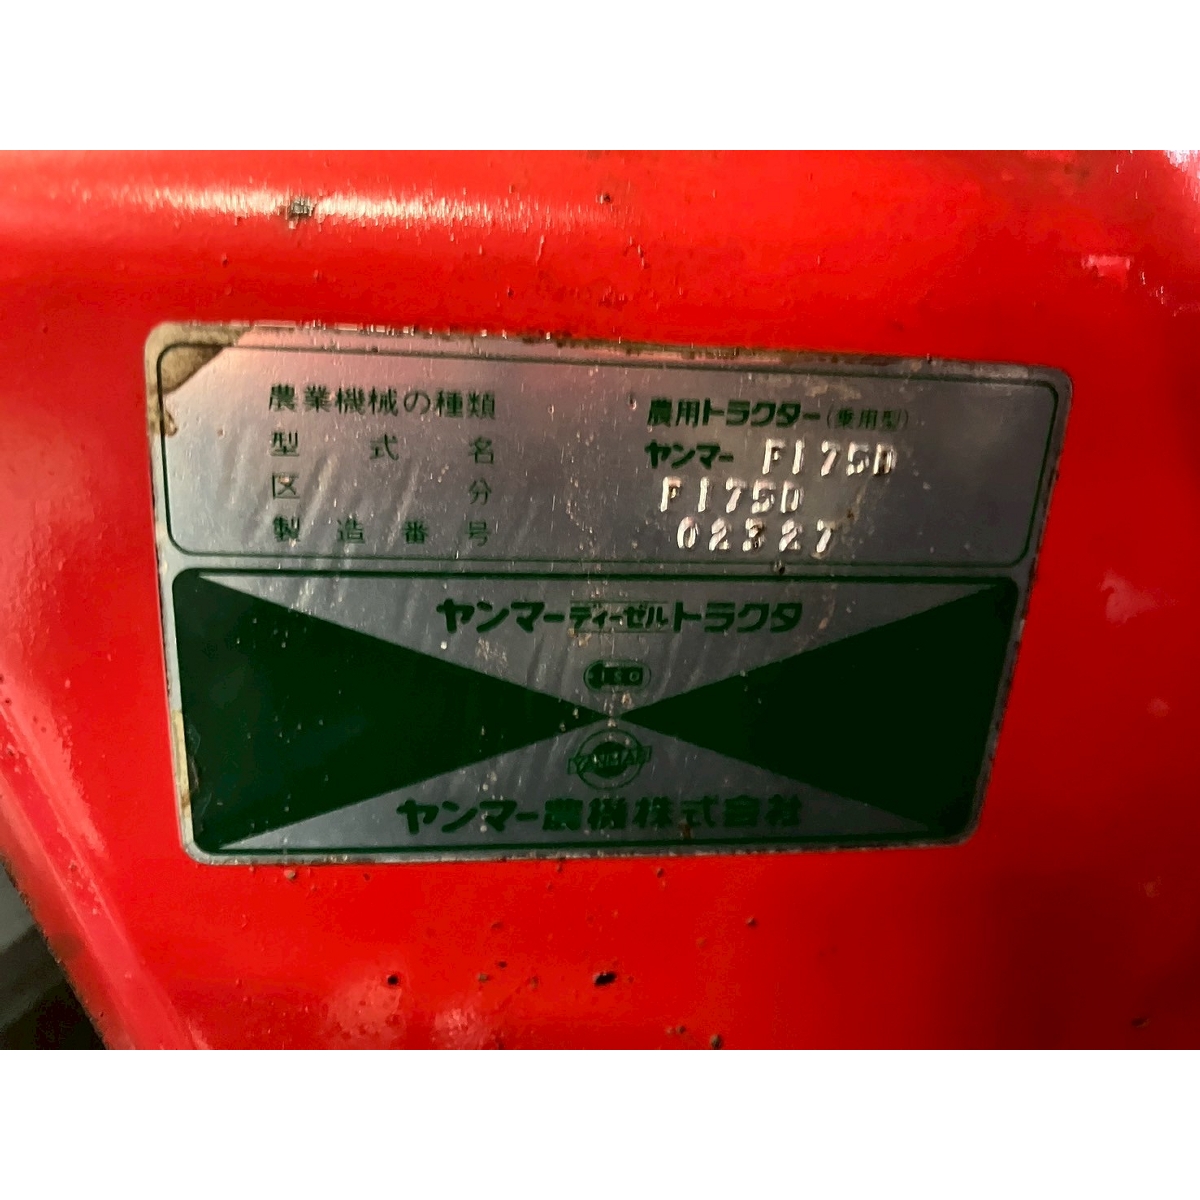 農業機械の種類 農用トラクター(乗用型)
型式名 ヤンマー F175D
区分 F175D
製造番号 02327
ヤンマーディーゼルトラクタ
YANMAR
ヤンマー農機株式会社